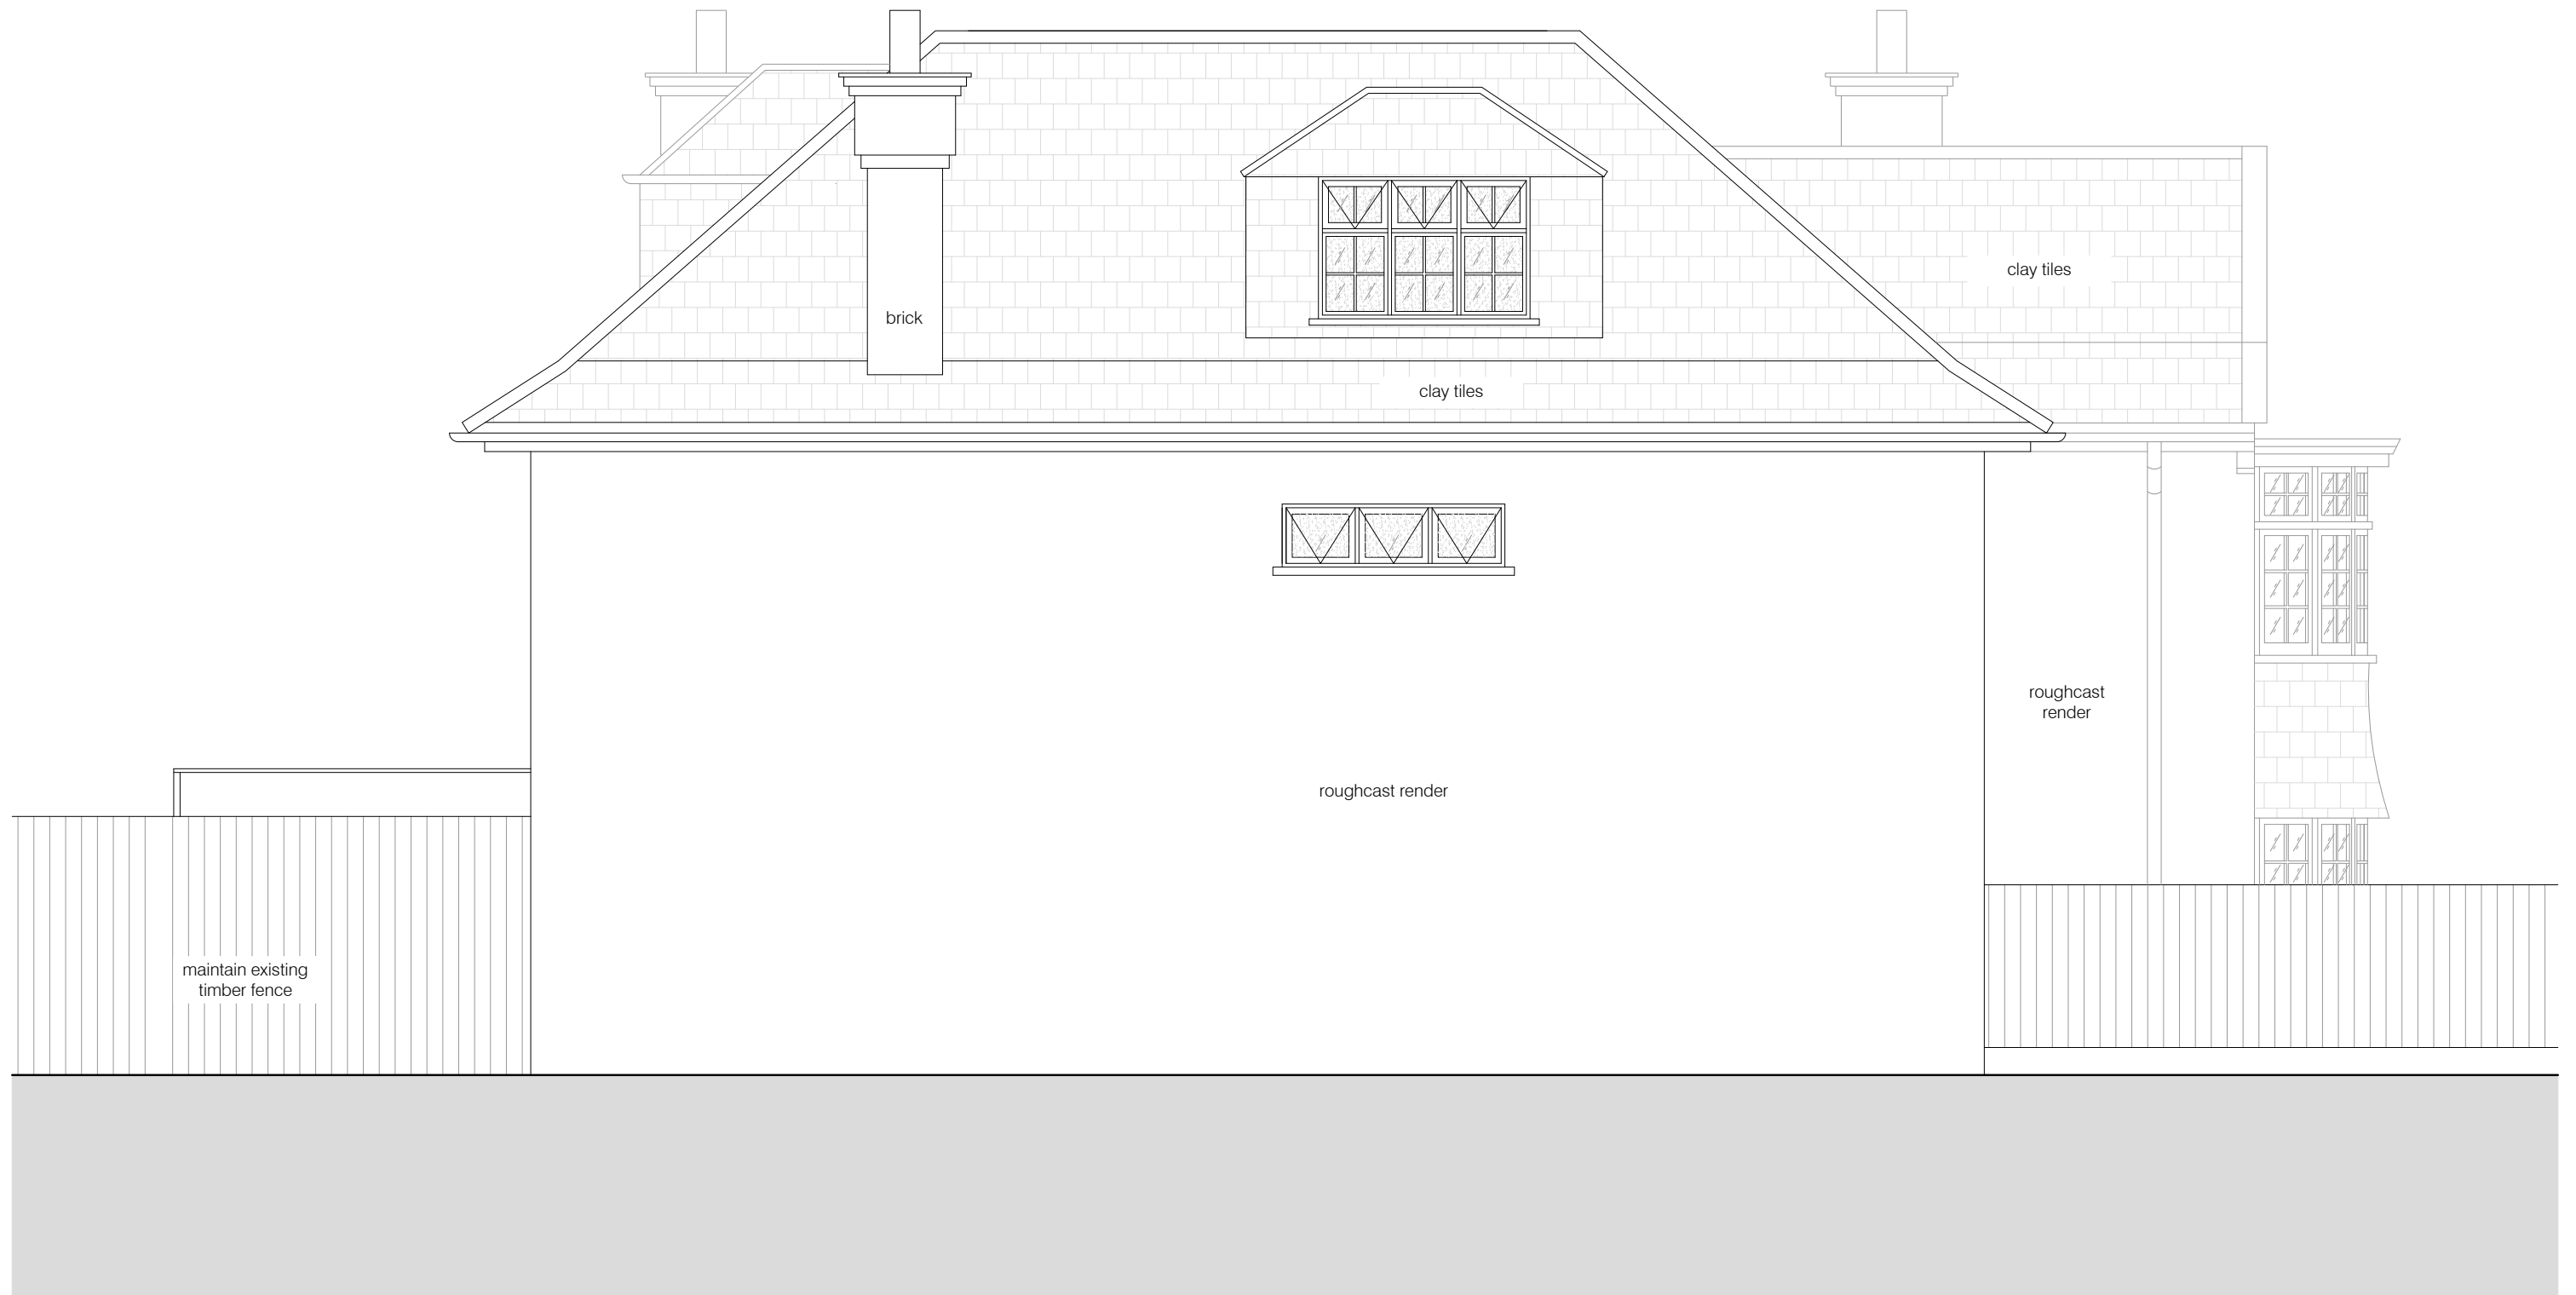 clay tiles
brick
clay tiles
roughcast
render
roughcast render
maintain existing
timber fence